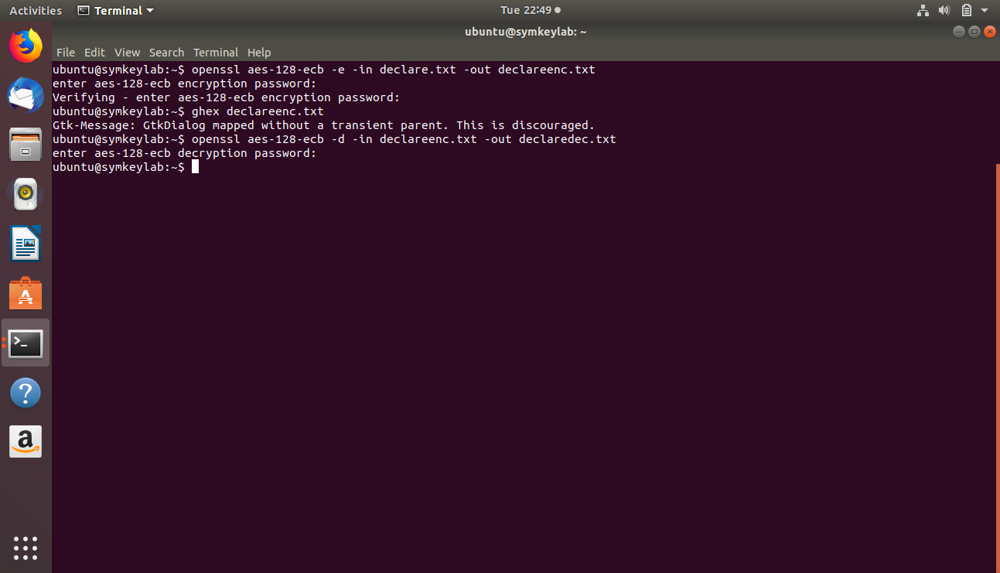 Activities Terminal Tue 22:49
ubuntu@symkeylab: ~
File Edit View Search Terminal Help
ubuntu@symkeylab:~$ openssl aes-128-ecb -e -in declare.txt -out declareenc.txt
enter aes-128-ecb encryption password:
Verifying - enter aes-128-ecb encryption password:
ubuntu@symkeylab:~$ ghex declareenc.txt
Gtk-Message: GtkDialog mapped without a transient parent. This is discouraged.
ubuntu@symkeylab:~$ openssl aes-128-ecb -d -in declareenc.txt -out declaredec.txt
enter aes-128-ecb decryption password:
ubuntu@symkeylab:~$